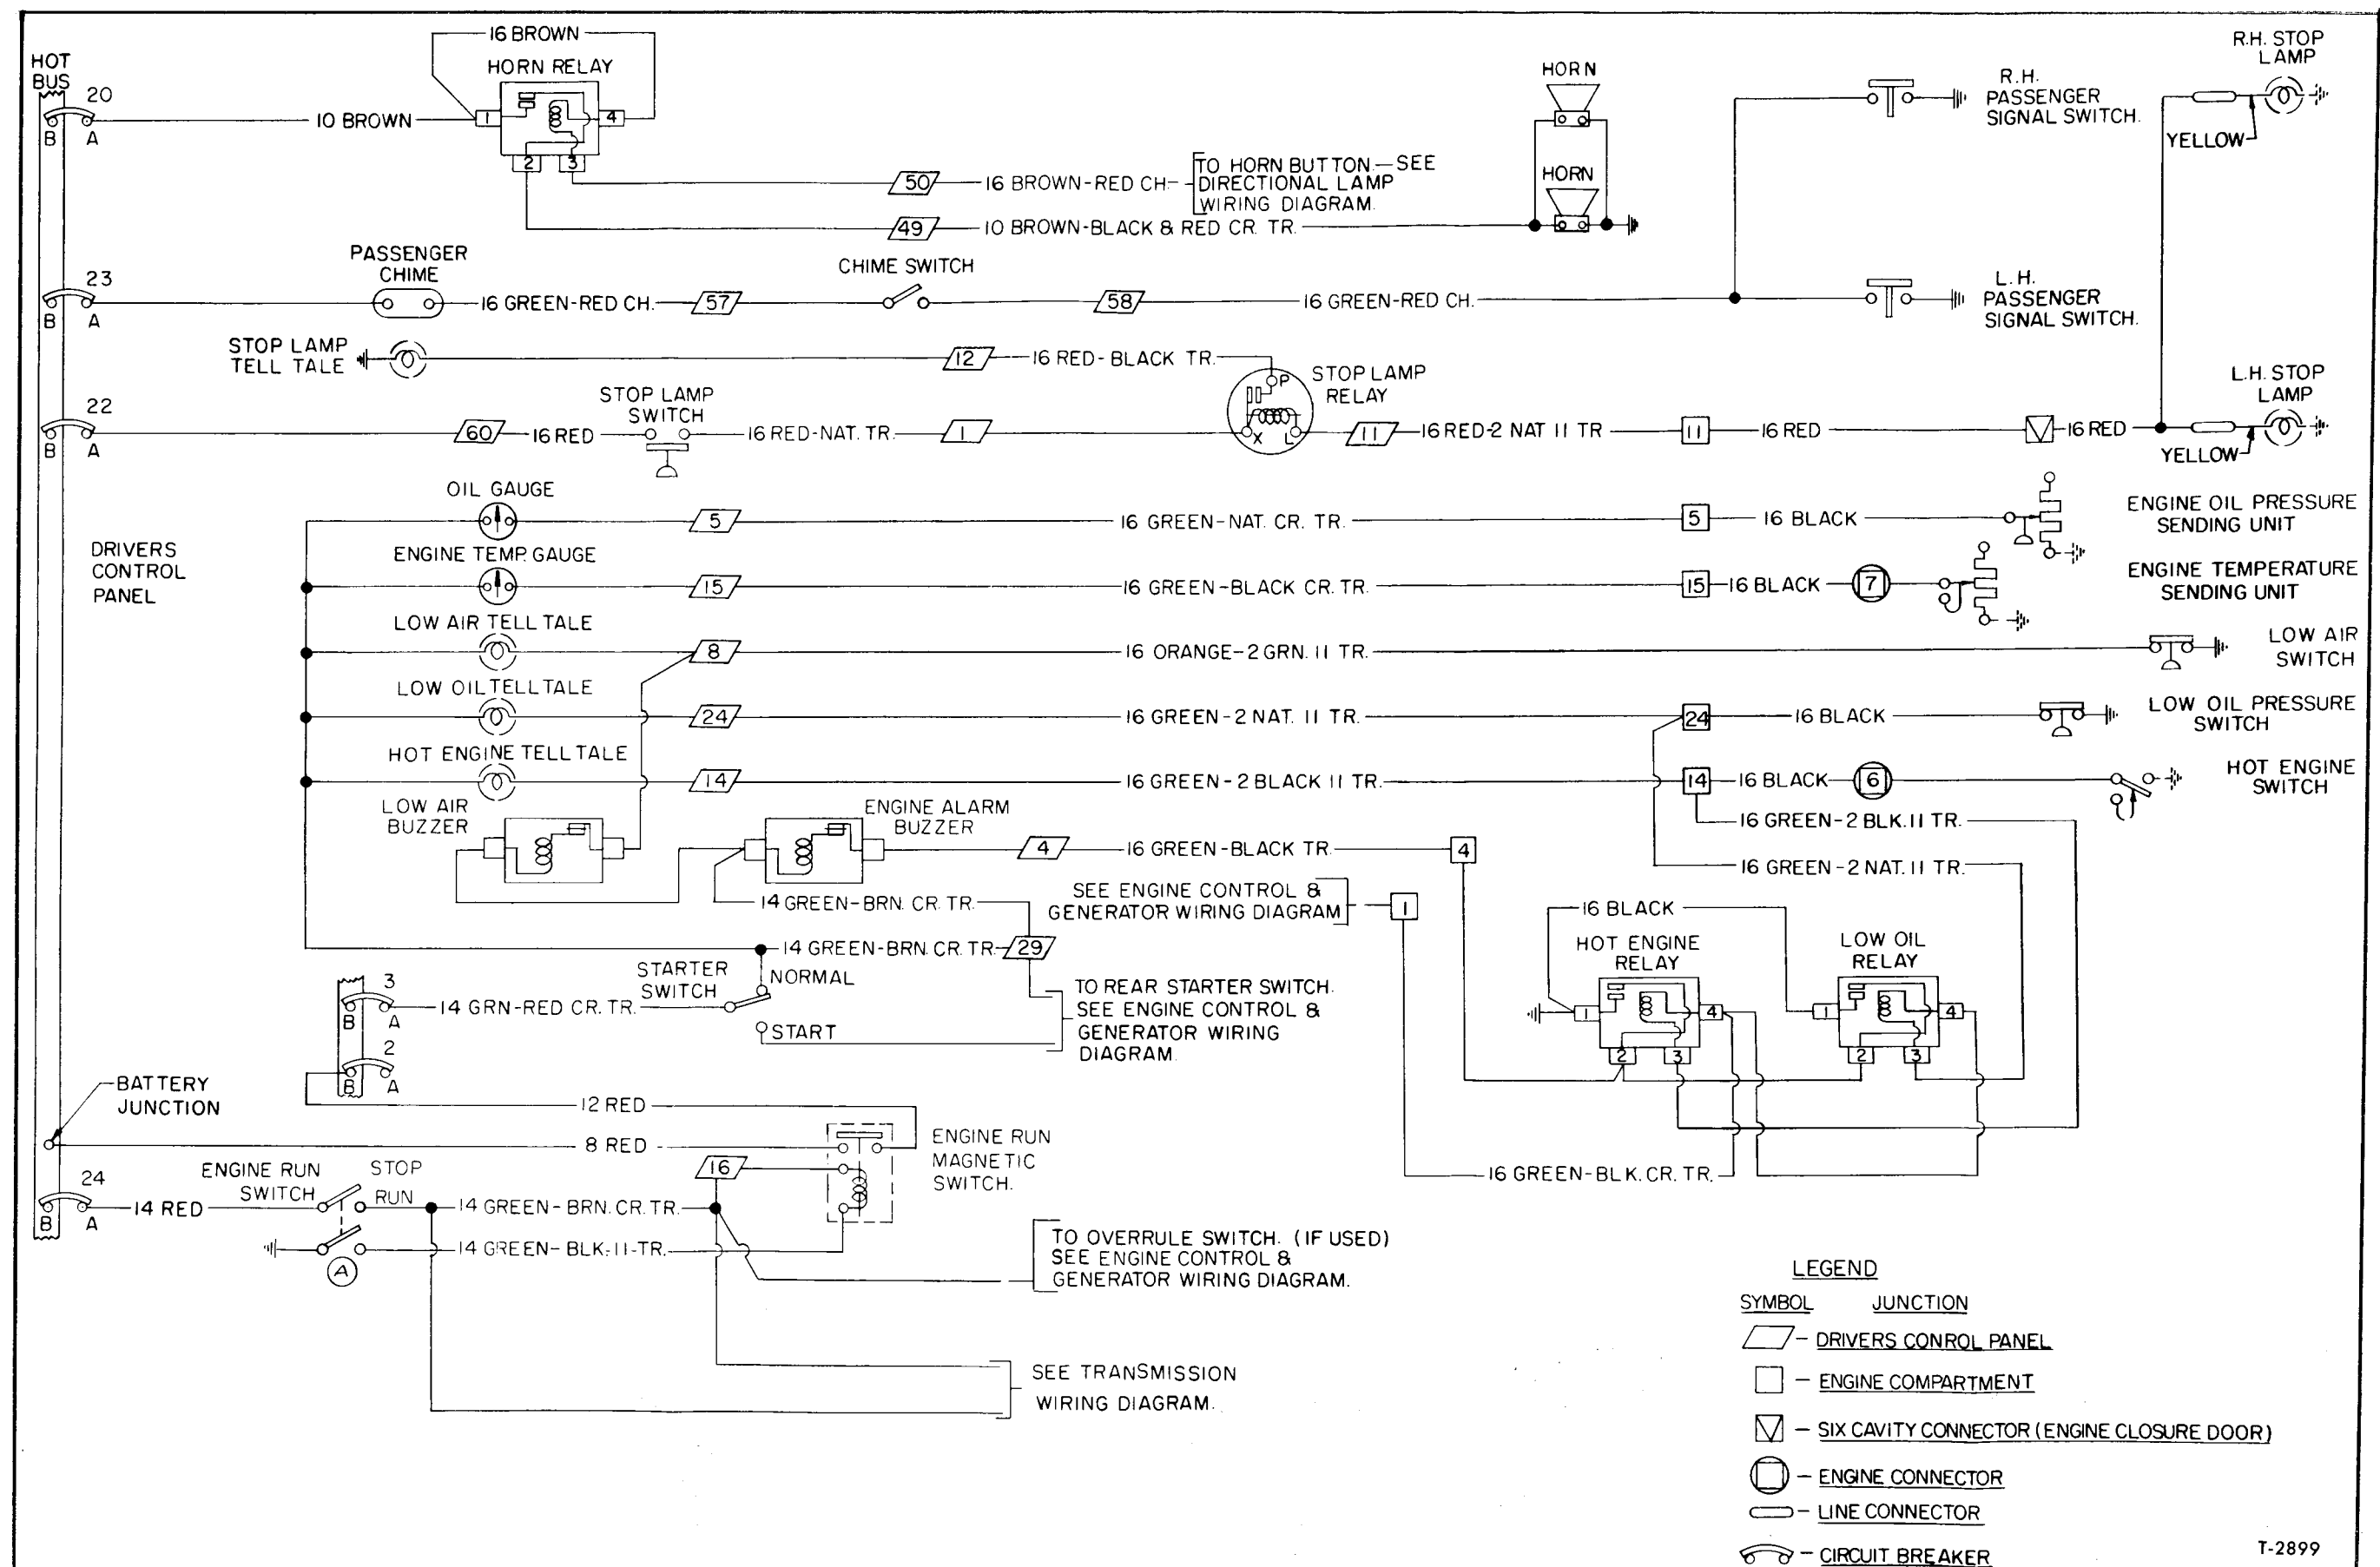 16 BROWN
HOT
BUS
HORN RELAY
20
10 BROWN
1
4
B
A
2
3
50
16 BROWN-RED CH.
TO HORN BUTTON.-SEE
DIRECTIONAL LAMP
WIRING DIAGRAM.
49
10 BROWN-BLACK & RED CR. TR.
HORN
HORN
R.H.
PASSENGER
SIGNAL SWITCH.
R.H. STOP
LAMP
YELLOW
23
B
A
PASSENGER
CHIME
16 GREEN-RED CH.
57
CHIME SWITCH
58
16 GREEN-RED CH.
L.H.
PASSENGER
SIGNAL SWITCH.
STOP LAMP
TELL TALE
12
16 RED-BLACK TR.
P
X
L
STOP LAMP
RELAY
22
B
A
60
16 RED
STOP LAMP
SWITCH
16 RED-NAT. TR.
1
11
16 RED-2 NAT 11 TR
11
16 RED
16 RED
L.H. STOP
LAMP
YELLOW
DRIVERS
CONTROL
PANEL
OIL GAUGE
5
16 GREEN-NAT. CR. TR.
5
16 BLACK
ENGINE OIL PRESSURE
SENDING UNIT
ENGINE TEMP. GAUGE
15
16 GREEN-BLACK CR. TR.
15
16 BLACK
7
ENGINE TEMPERATURE
SENDING UNIT
LOW AIR TELL TALE
8
16 ORANGE-2 GRN. 11 TR.
LOW AIR
SWITCH
LOW OIL TELL TALE
24
16 GREEN-2 NAT. 11 TR.
24
16 BLACK
LOW OIL PRESSURE
SWITCH
HOT ENGINE TELL TALE
14
16 GREEN-2 BLACK 11 TR.
14
16 BLACK
6
HOT ENGINE
SWITCH
16 GREEN-2 BLK.11 TR.
16 GREEN-2 NAT. 11 TR.
LOW AIR
BUZZER
ENGINE ALARM
BUZZER
4
16 GREEN-BLACK TR.
4
14 GREEN-BRN. CR. TR.
SEE ENGINE CONTROL &
GENERATOR WIRING DIAGRAM
1
14 GREEN-BRN. CR. TR.
29
16 BLACK
HOT ENGINE
RELAY
LOW OIL
RELAY
1
4
2
3
1
4
2
3
STARTER
SWITCH
NORMAL
START
3
B
A
14 GRN-RED CR. TR.
2
B
A
TO REAR STARTER SWITCH.
SEE ENGINE CONTROL &
GENERATOR WIRING
DIAGRAM.
BATTERY
JUNCTION
12 RED
8 RED
ENGINE RUN
MAGNETIC
SWITCH.
16
16 GREEN-BLK. CR. TR.
24
B
A
14 RED
ENGINE RUN
SWITCH
STOP
RUN
14 GREEN-BRN. CR. TR.
14 GREEN-BLK-11-TR.
A
TO OVERRULE SWITCH. (IF USED)
SEE ENGINE CONTROL &
GENERATOR WIRING DIAGRAM.
SEE TRANSMISSION
WIRING DIAGRAM.
LEGEND
SYMBOL JUNCTION
- DRIVERS CONROL PANEL
- ENGINE COMPARTMENT
- SIX CAVITY CONNECTOR (ENGINE CLOSURE DOOR)
- ENGINE CONNECTOR
- LINE CONNECTOR
- CIRCUIT BREAKER
T-2899